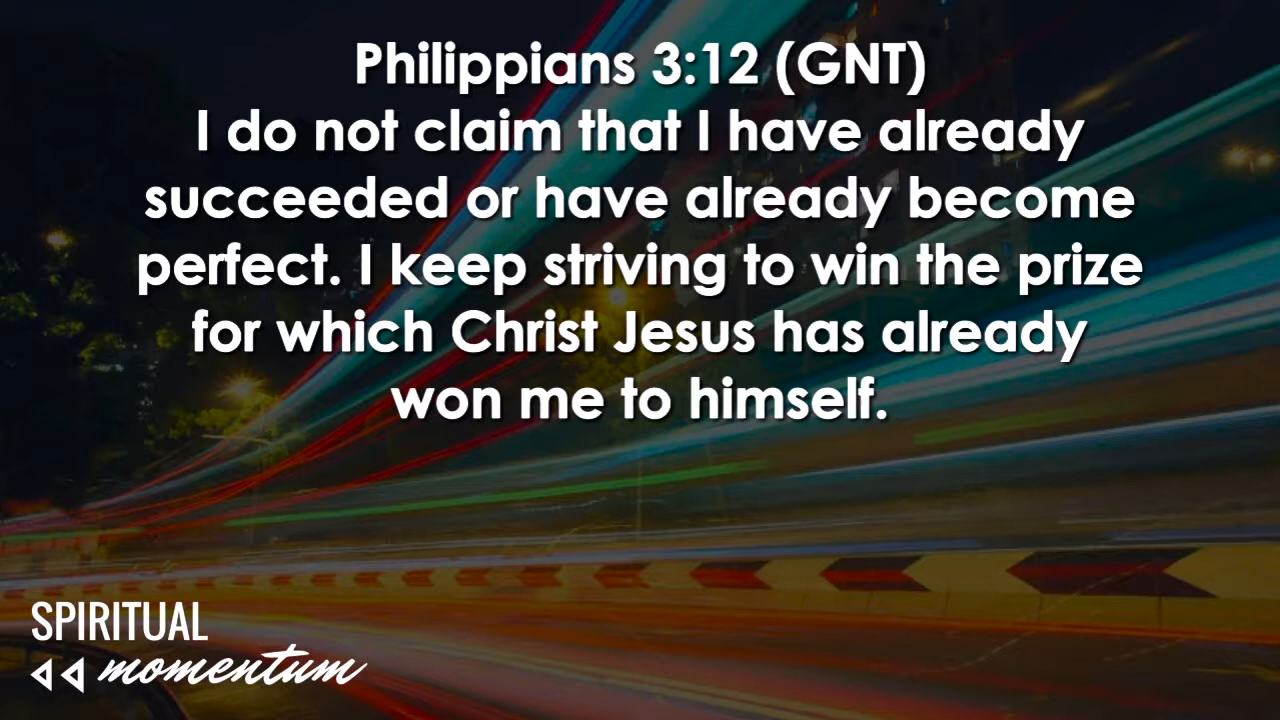 Philippians 3:12 (GNT)
I do not claim that I have already
succeeded or have already become
perfect. I keep striving to win the prize
for which Christ Jesus has already
won me to himself.
SPIRITUAL
momentum